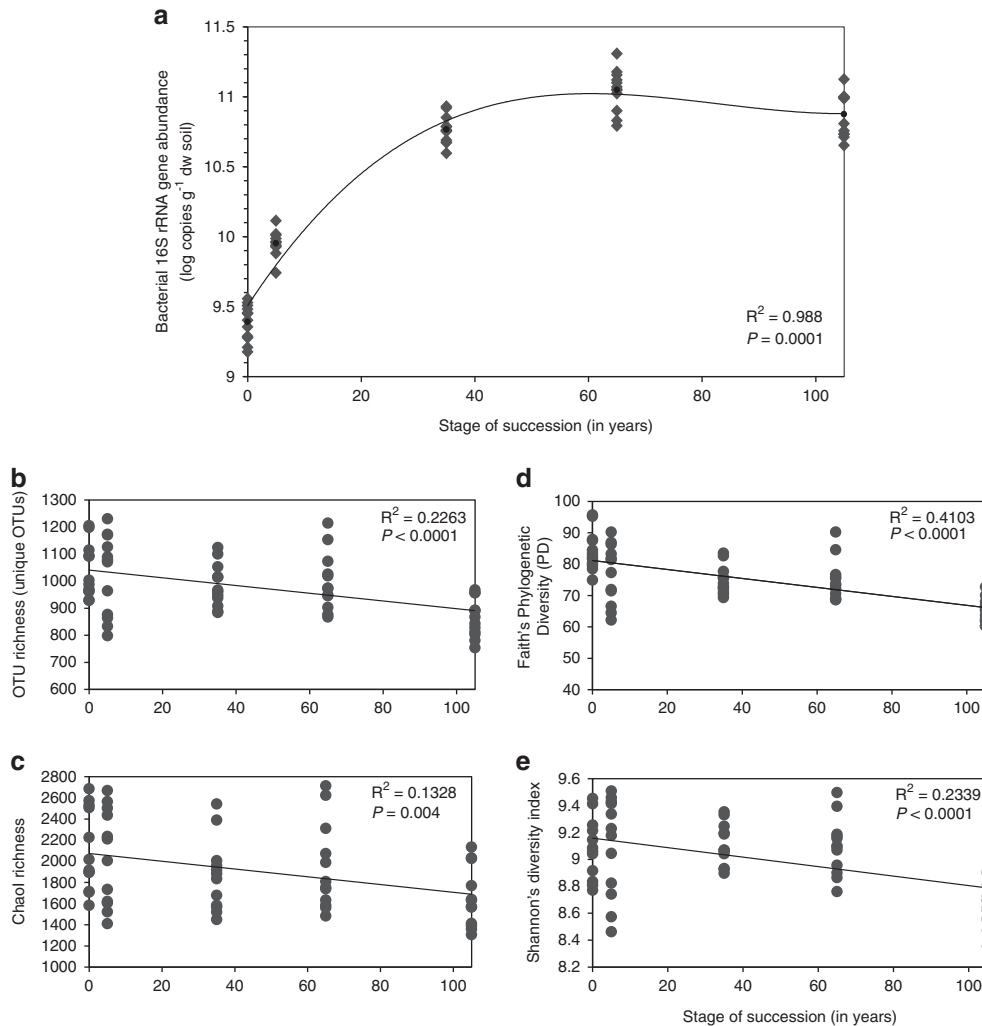 a
11.5
11
10.5
10
9.5
9
Bacterial 16S rRNA gene abundance
(log copies g-1 dw soil)
R2 = 0.988
P = 0.0001
0 20 40 60 80 100
Stage of succession (in years)
b
1300
1200
1100
1000
900
800
700
600
OTU richness (unique OTUs)
R2 = 0.2263
P < 0.0001
0 20 40 60 80 100
d
100
90
80
70
60
50
40
Faith's Phylogenetic
Diversity (PD)
R2 = 0.4103
P < 0.0001
0 20 40 60 80 100
c
2800
2600
2400
2200
2000
1800
1600
1400
1200
1000
ChaoI richness
R2 = 0.1328
P = 0.004
0 20 40 60 80 100
e
9.6
9.4
9.2
9
8.8
8.6
8.4
8.2
Shannon's diversity index
R2 = 0.2339
P < 0.0001
0 20 40 60 80 100
Stage of succession (in years)